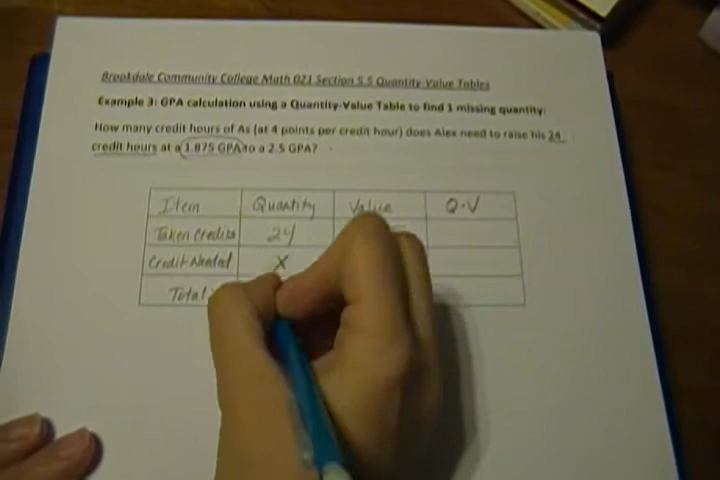 Brookdale Community College Math 021 Section 5.5 Quantity-Value Tables
Example 3: GPA calculation using a Quantity-Value Table to find 1 missing quantity:
How many credit hours of As (at 4 points per credit hour) does Alex need to raise his 24
credit hours at a 1.875 GPA to a 2.5 GPA?
Item Quantity Value Q·V
Taken Credits 24
Credit Needed X
Total